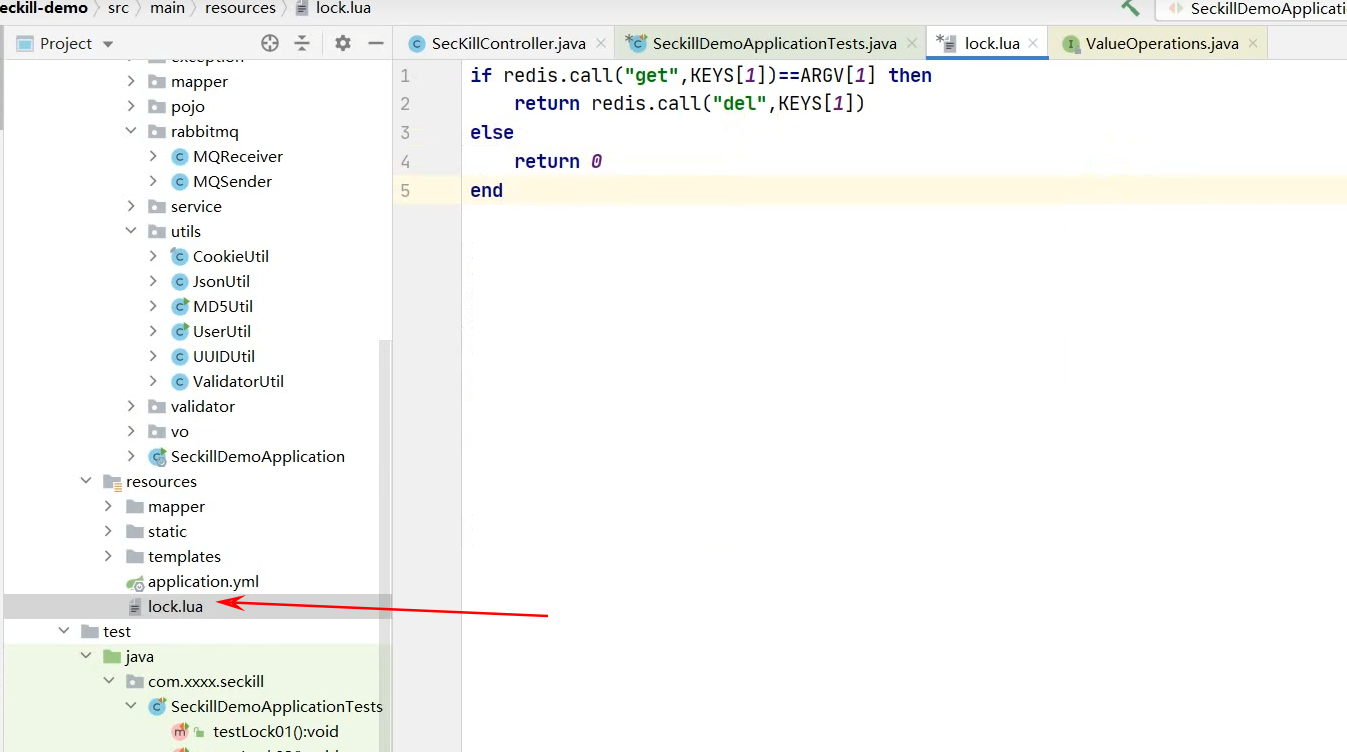 eckill-demo src main resources lock.lua
SeckillDemoApplicati
Project
SecKillController.java
SeckillDemoApplicationTests.java
lock.lua
ValueOperations.java
exception
mapper
pojo
rabbitmq
MQReceiver
MQSender
service
utils
CookieUtil
JsonUtil
MD5Util
UserUtil
UUIDUtil
ValidatorUtil
validator
vo
SeckillDemoApplication
resources
mapper
static
templates
application.yml
lock.lua
test
java
com.xxxx.seckill
SeckillDemoApplicationTests
testLock01():void
1 if redis.call("get",KEYS[1])==ARGV[1] then
2 return redis.call("del",KEYS[1])
3 else
4 return 0
5 end